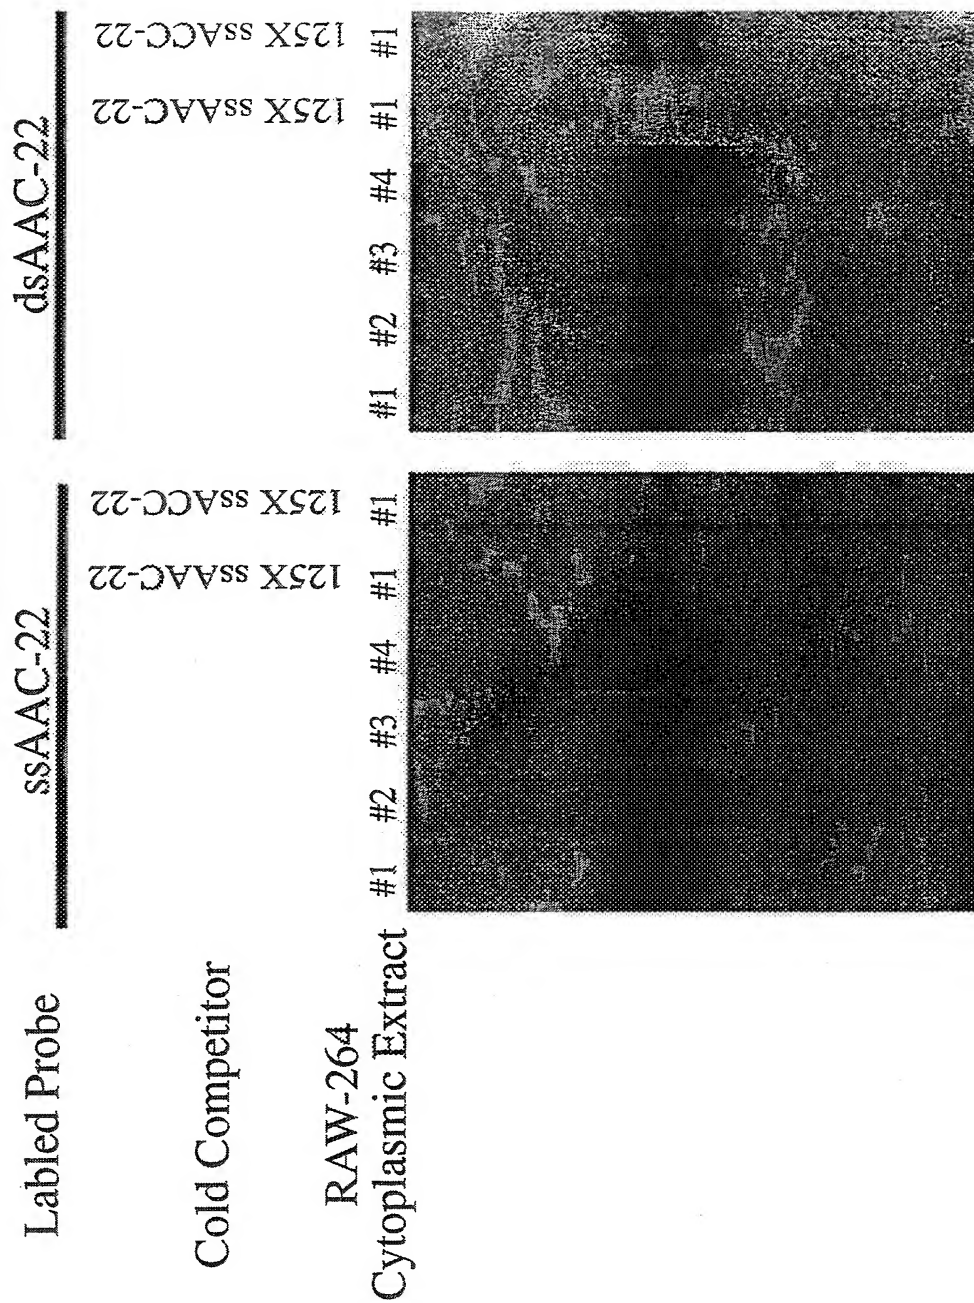 Labled Probe
ssAAC-22
dsAAC-22
Cold Competitor
125X ssAAC-22
125X ssACC-22
125X ssAAC-22
125X ssACC-22
RAW-264
Cytoplasmic Extract
#1 #2 #3 #4 #1 #1
#1 #2 #3 #4 #1 #1